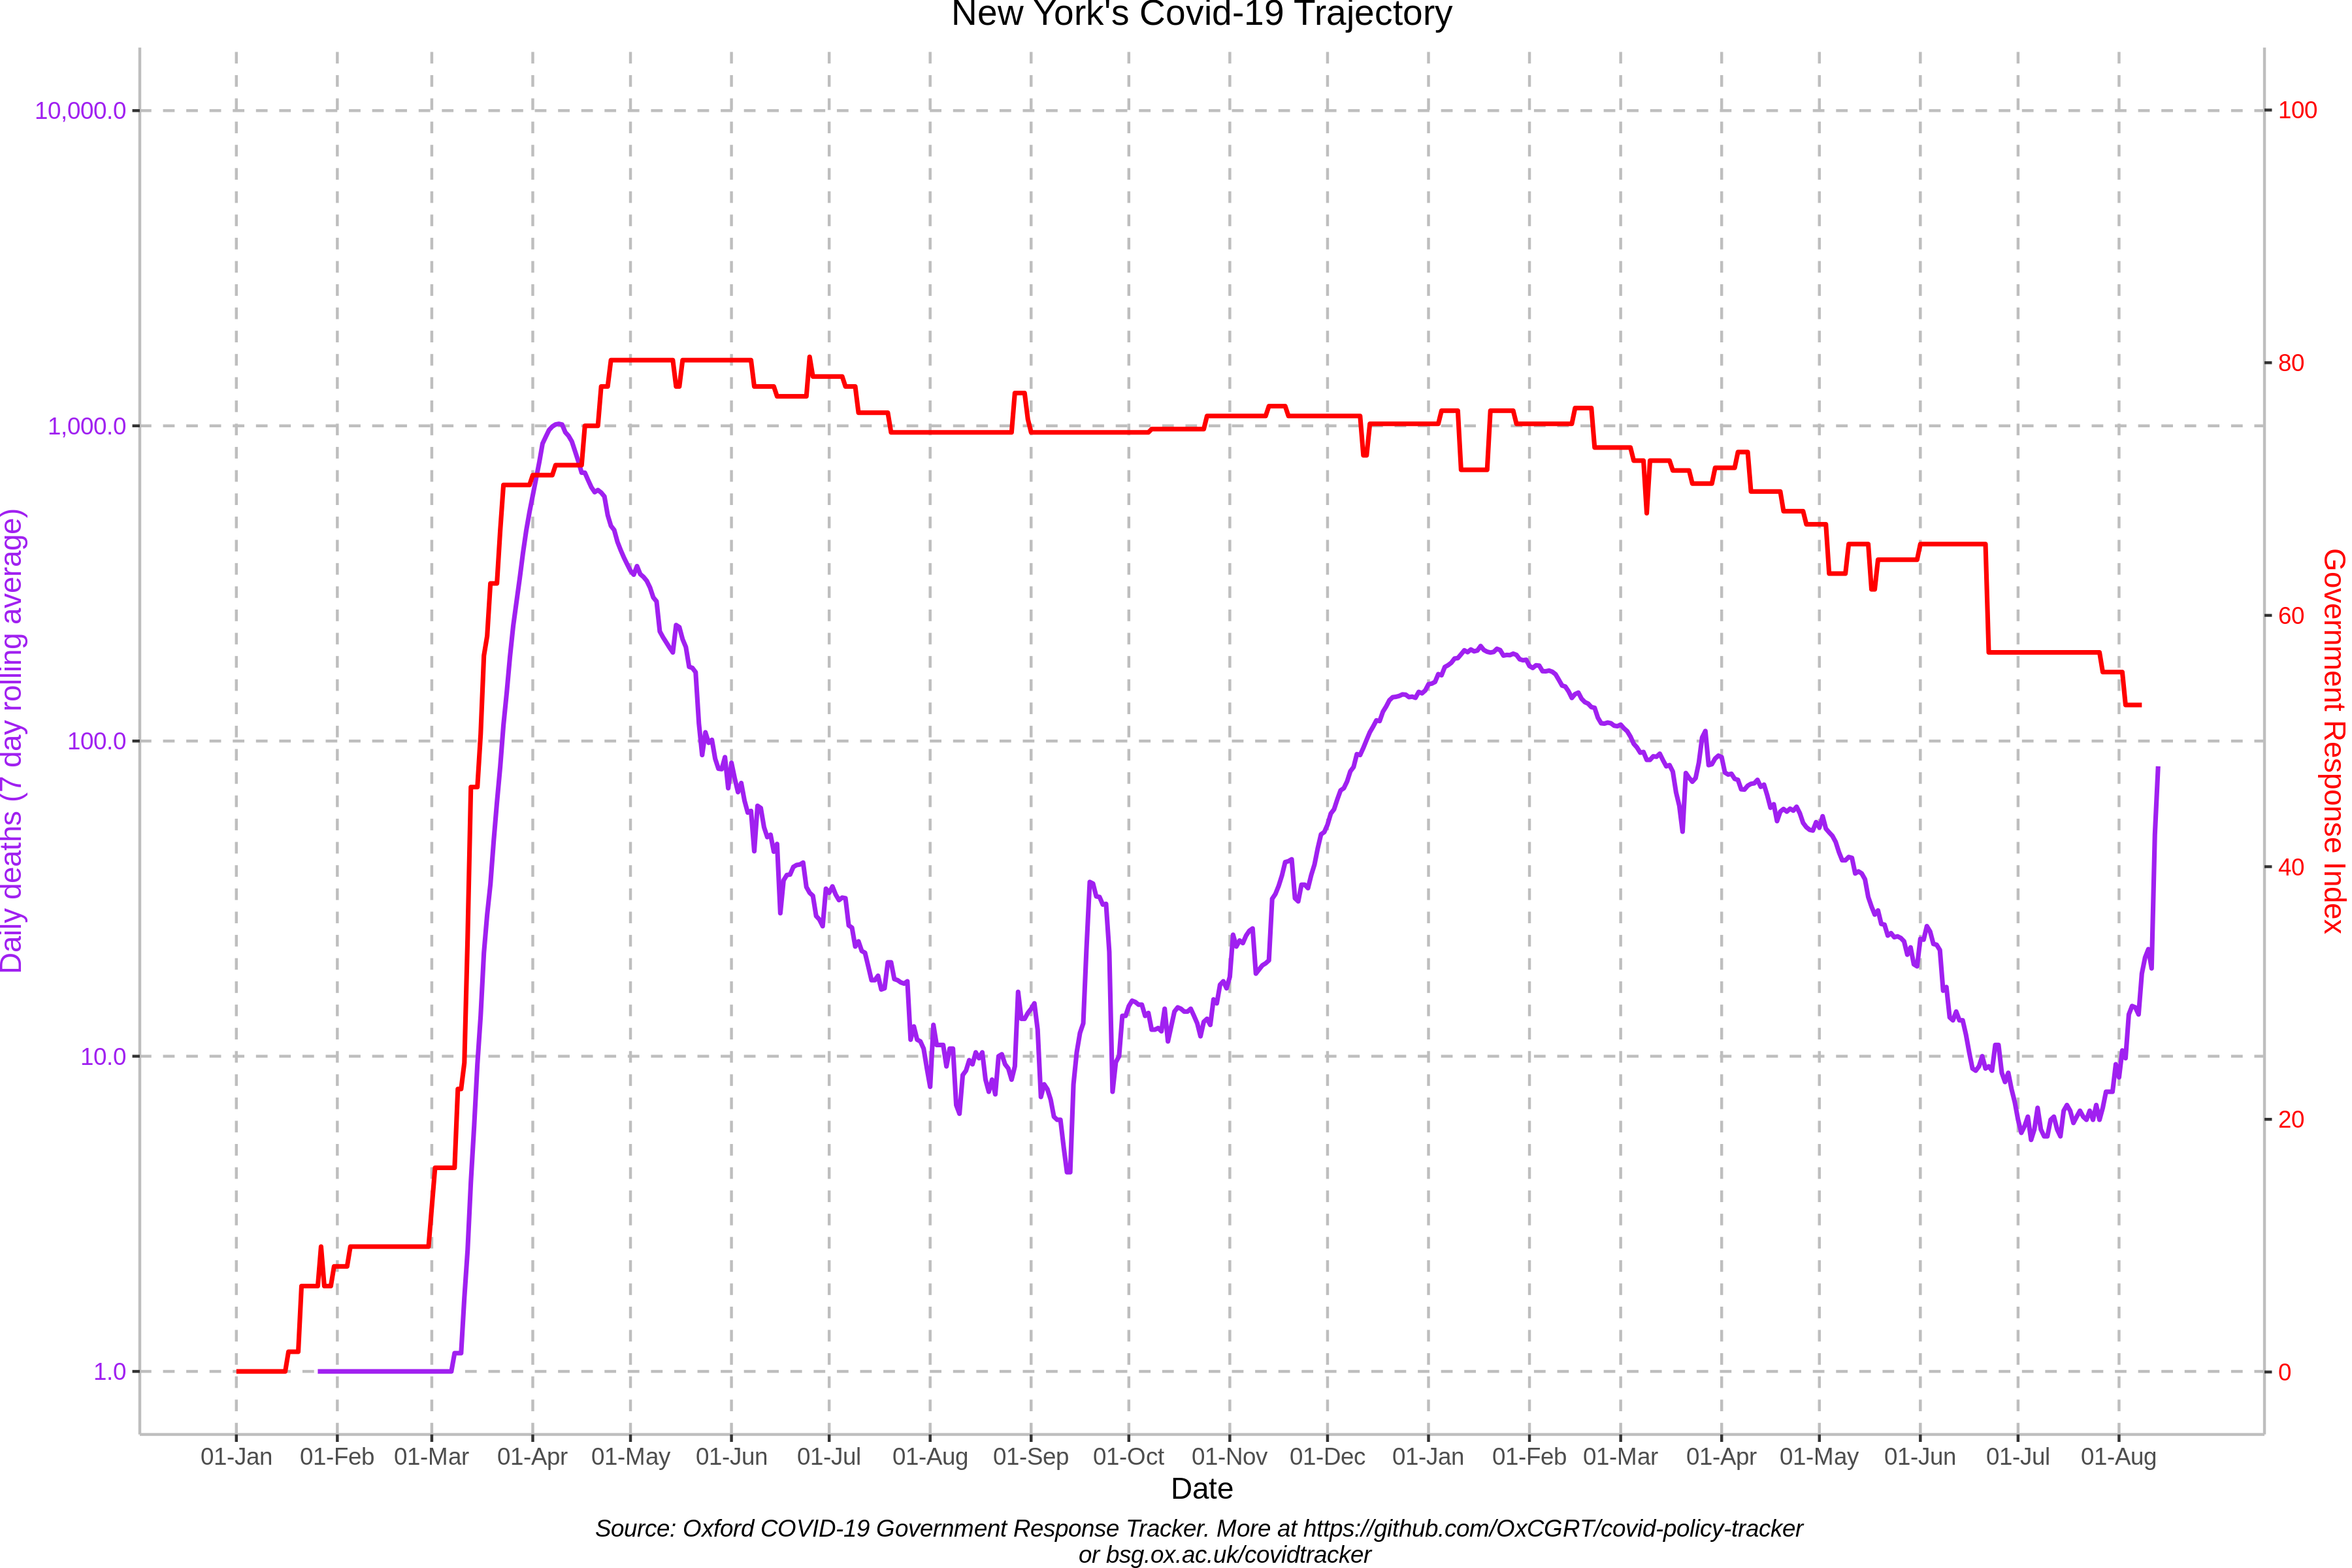 New York's Covid-19 Trajectory
10,000.0
1,000.0
100.0
10.0
1.0
Daily deaths (7 day rolling average)
100
80
60
40
20
0
Government Response Index
01-Jan 01-Feb 01-Mar 01-Apr 01-May 01-Jun 01-Jul 01-Aug 01-Sep 01-Oct 01-Nov 01-Dec 01-Jan 01-Feb 01-Mar 01-Apr 01-May 01-Jun 01-Jul 01-Aug
Date
Source: Oxford COVID-19 Government Response Tracker. More at https://github.com/OxCGRT/covid-policy-tracker
or bsg.ox.ac.uk/covidtracker